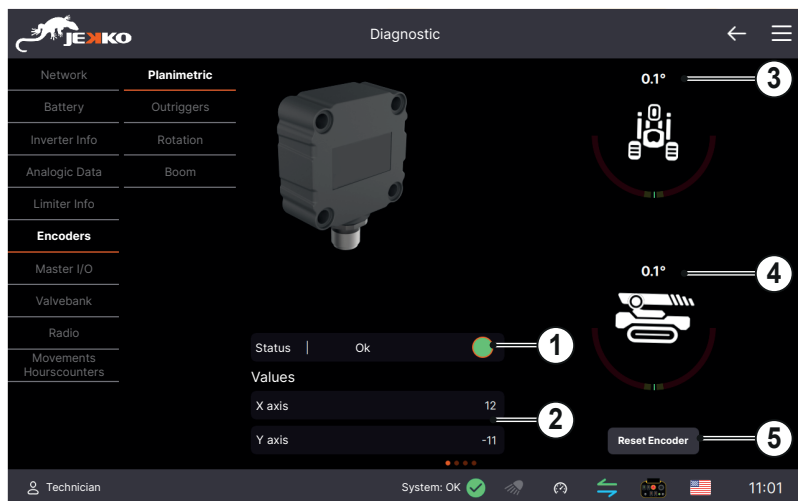 JEKKO
Diagnostic
Network
Battery
Inverter Info
Analogic Data
Limiter Info
Encoders
Master I/O
Valvebank
Radio
Movements
Hourscounters
Planimetric
Outriggers
Rotation
Boom
Status | Ok
1
Values
X axis 12
Y axis -11
2
0.1°
3
0.1°
4
Reset Encoder
5
Technician
System: OK
11:01